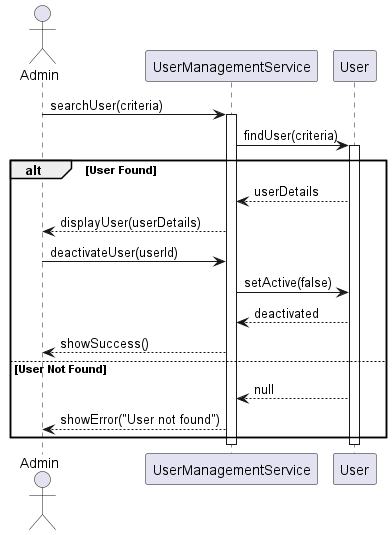 Admin
UserManagementService
User
searchUser(criteria)
findUser(criteria)
alt
[User Found]
userDetails
displayUser(userDetails)
deactivateUser(userId)
setActive(false)
deactivated
showSuccess()
[User Not Found]
null
showError("User not found")
Admin
UserManagementService
User